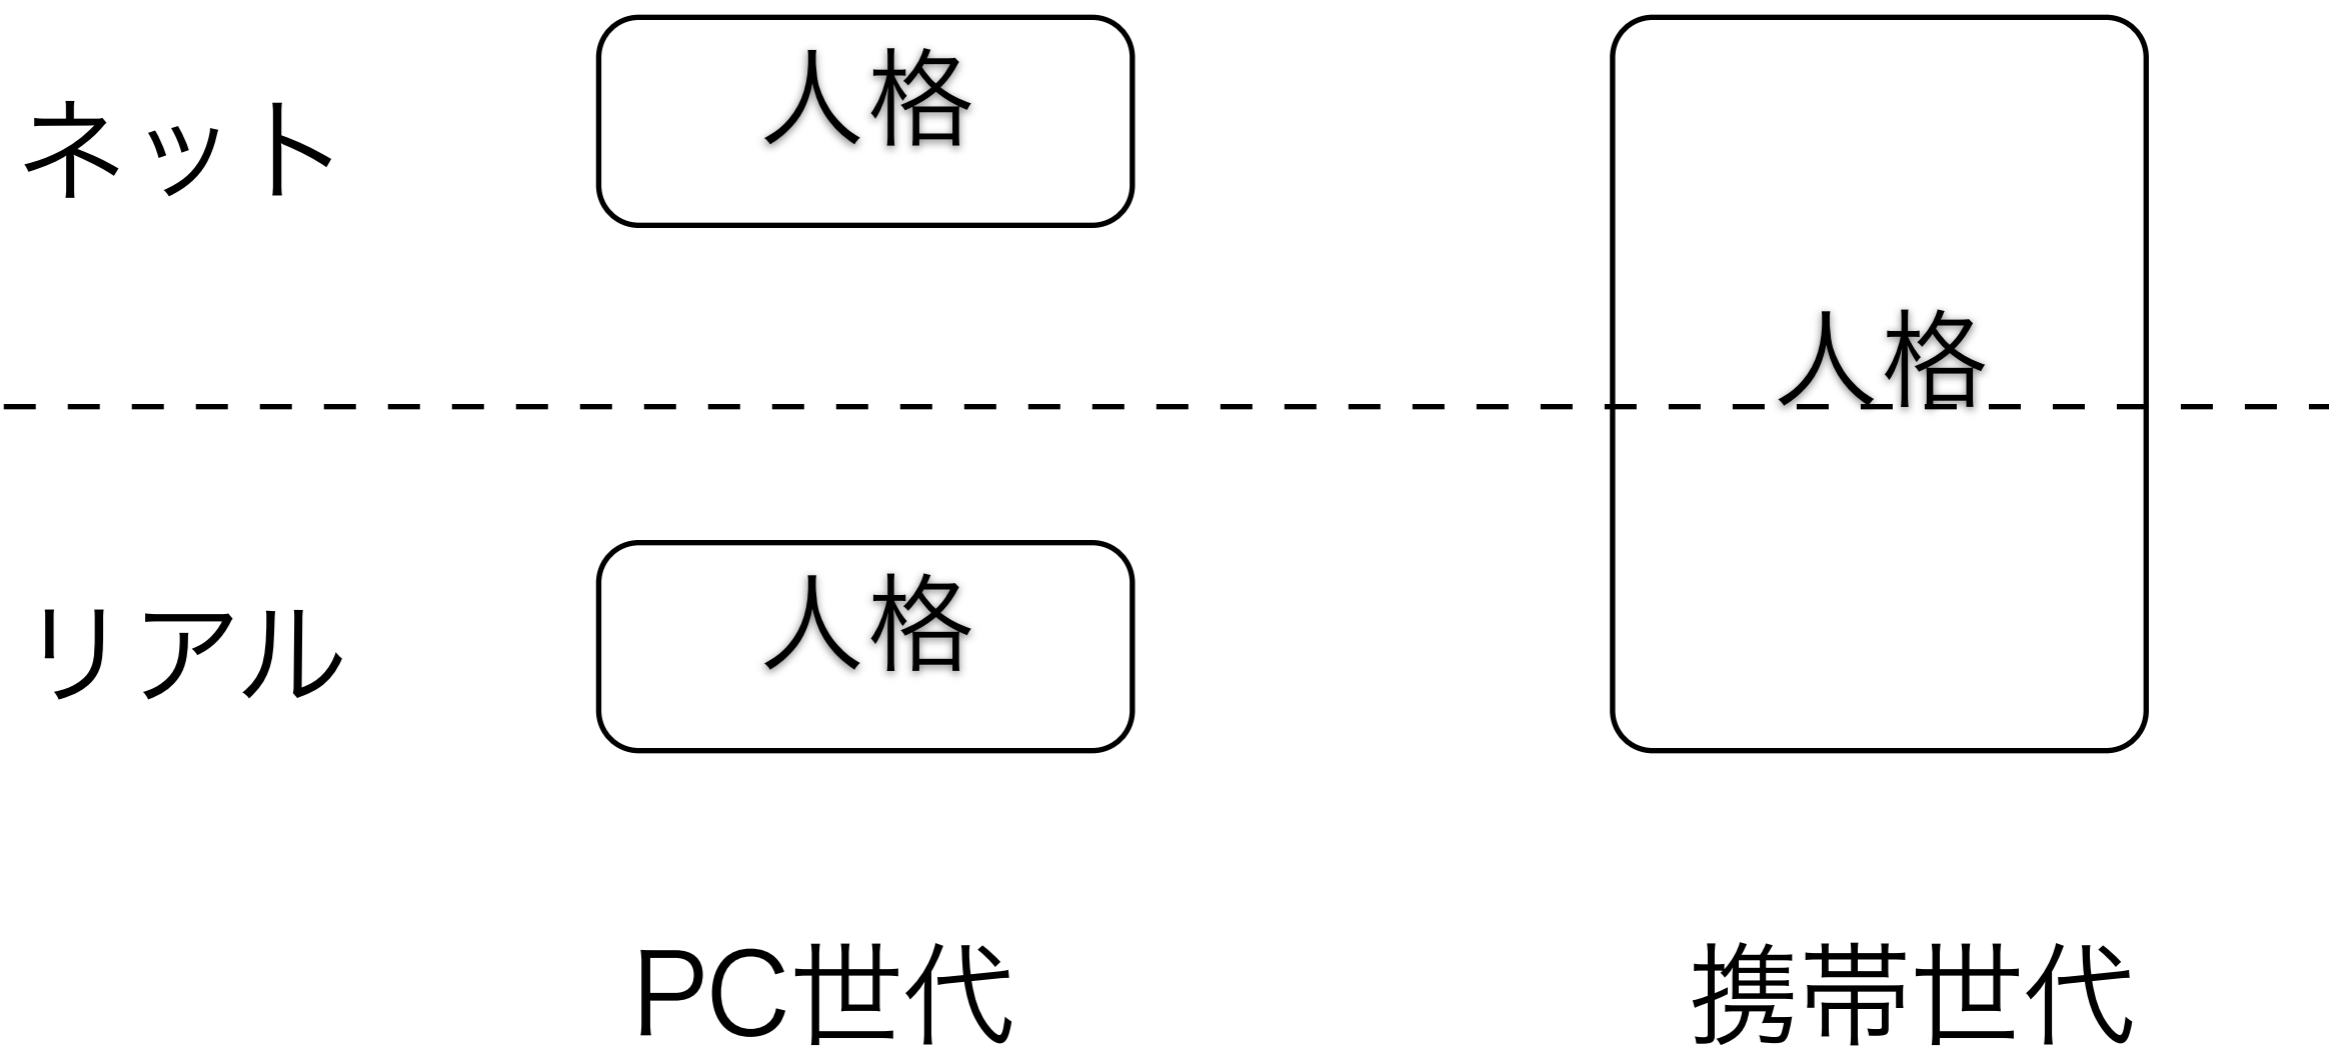 人格
ネット
人格
人格
リアル
PC世代
携帯世代